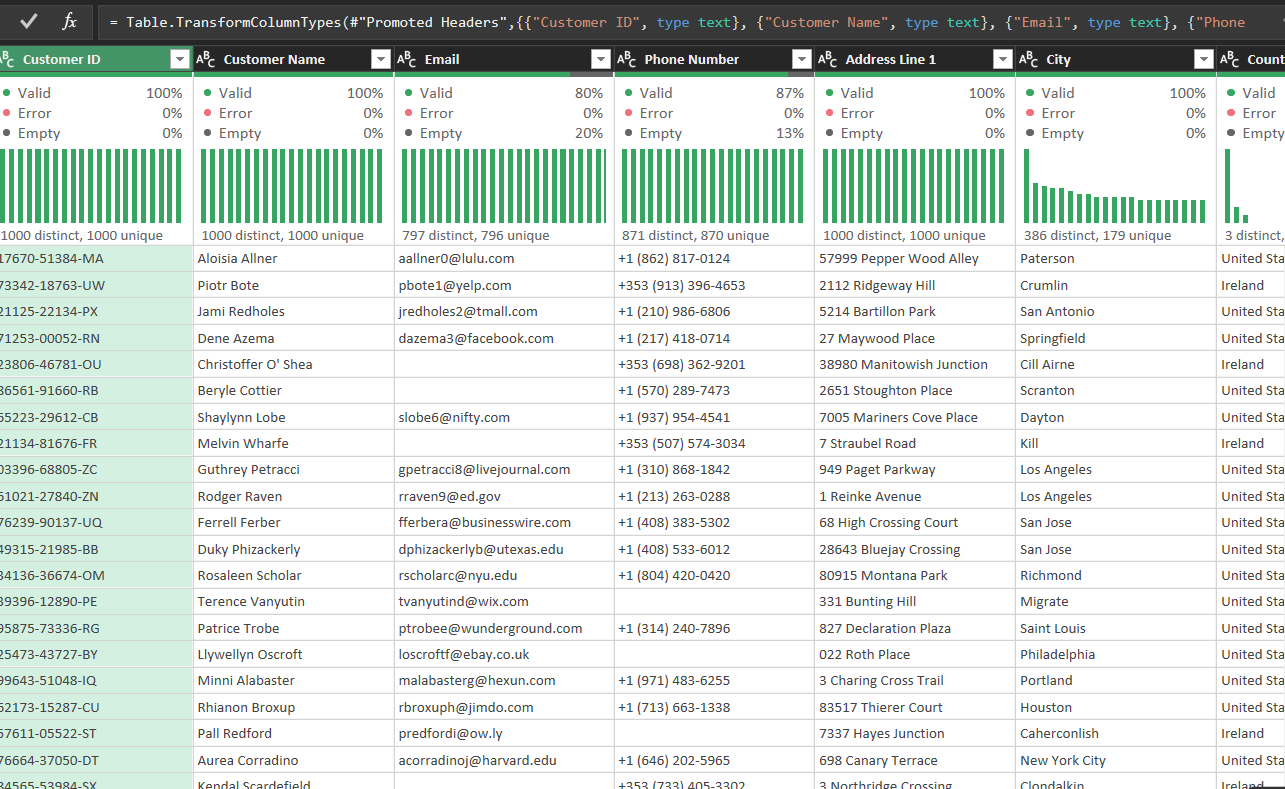 fx = Table.TransformColumnTypes(#"Promoted Headers",{{"Customer ID", type text}, {"Customer Name", type text}, {"Email", type text}, {"Phone
ABC Customer ID ABC Customer Name ABC Email ABC Phone Number ABC Address Line 1 ABC City ABC Count
Valid 100% Valid 100% Valid 80% Valid 87% Valid 100% Valid 100% Valid
Error 0% Error 0% Error 0% Error 0% Error 0% Error 0% Error
Empty 0% Empty 0% Empty 20% Empty 13% Empty 0% Empty 0% Empty
1000 distinct, 1000 unique 1000 distinct, 1000 unique 797 distinct, 796 unique 871 distinct, 870 unique 1000 distinct, 1000 unique 386 distinct, 179 unique 3 distinct,
17670-51384-MA Aloisia Allner aallner0@lulu.com +1 (862) 817-0124 57999 Pepper Wood Alley Paterson United Sta
73342-18763-UW Piotr Bote pbote1@yelp.com +353 (913) 396-4653 2112 Ridgeway Hill Crumlin Ireland
21125-22134-PX Jami Redholes jredholes2@tmall.com +1 (210) 986-6806 5214 Bartillon Park San Antonio United Sta
71253-00052-RN Dene Azema dazema3@facebook.com +1 (217) 418-0714 27 Maywood Place Springfield United Sta
23806-46781-OU Christoffer O' Shea +353 (698) 362-9201 38980 Manitowish Junction Cill Airne Ireland
86561-91660-RB Beryle Cottier +1 (570) 289-7473 2651 Stoughton Place Scranton United Sta
65223-29612-CB Shaylynn Lobe slobe6@nifty.com +1 (937) 954-4541 7005 Mariners Cove Place Dayton United Sta
21134-81676-FR Melvin Wharfe +353 (507) 574-3034 7 Straubel Road Kill Ireland
03396-68805-ZC Guthrey Petracci gpetracci8@livejournal.com +1 (310) 868-1842 949 Paget Parkway Los Angeles United Sta
61021-27840-ZN Rodger Raven rraven9@ed.gov +1 (213) 263-0288 1 Reinke Avenue Los Angeles United Sta
76239-90137-UQ Ferrell Ferber fferbera@businesswire.com +1 (408) 383-5302 68 High Crossing Court San Jose United Sta
49315-21985-BB Duky Phizackerly dphizackerlyb@utexas.edu +1 (408) 533-6012 28643 Bluejay Crossing San Jose United Sta
34136-36674-OM Rosaleen Scholar rscholarc@nyu.edu +1 (804) 420-0420 80915 Montana Park Richmond United Sta
39396-12890-PE Terence Vanyutin tvanyutind@wix.com 331 Bunting Hill Migrate United Sta
95875-73336-RG Patrice Trobe ptrobee@wunderground.com +1 (314) 240-7896 827 Declaration Plaza Saint Louis United Sta
25473-43727-BY Llywellyn Oscroft loscroftf@ebay.co.uk 022 Roth Place Philadelphia United Sta
99643-51048-IQ Minni Alabaster malabasterg@hexun.com +1 (971) 483-6255 3 Charing Cross Trail Portland United Sta
62173-15287-CU Rhianon Broxup rbroxuph@jimdo.com +1 (713) 663-1338 83517 Thierer Court Houston United Sta
57611-05522-ST Pall Redford predfordi@ow.ly 7337 Hayes Junction Caherconlish Ireland
76664-37050-DT Aurea Corradino acorradinoj@harvard.edu +1 (646) 202-5965 698 Canary Terrace New York City United Sta
34565-53984-SX Kendal Scardefield +353 (733) 405-3302 3 Northridge Crossing Clondalkin Ireland